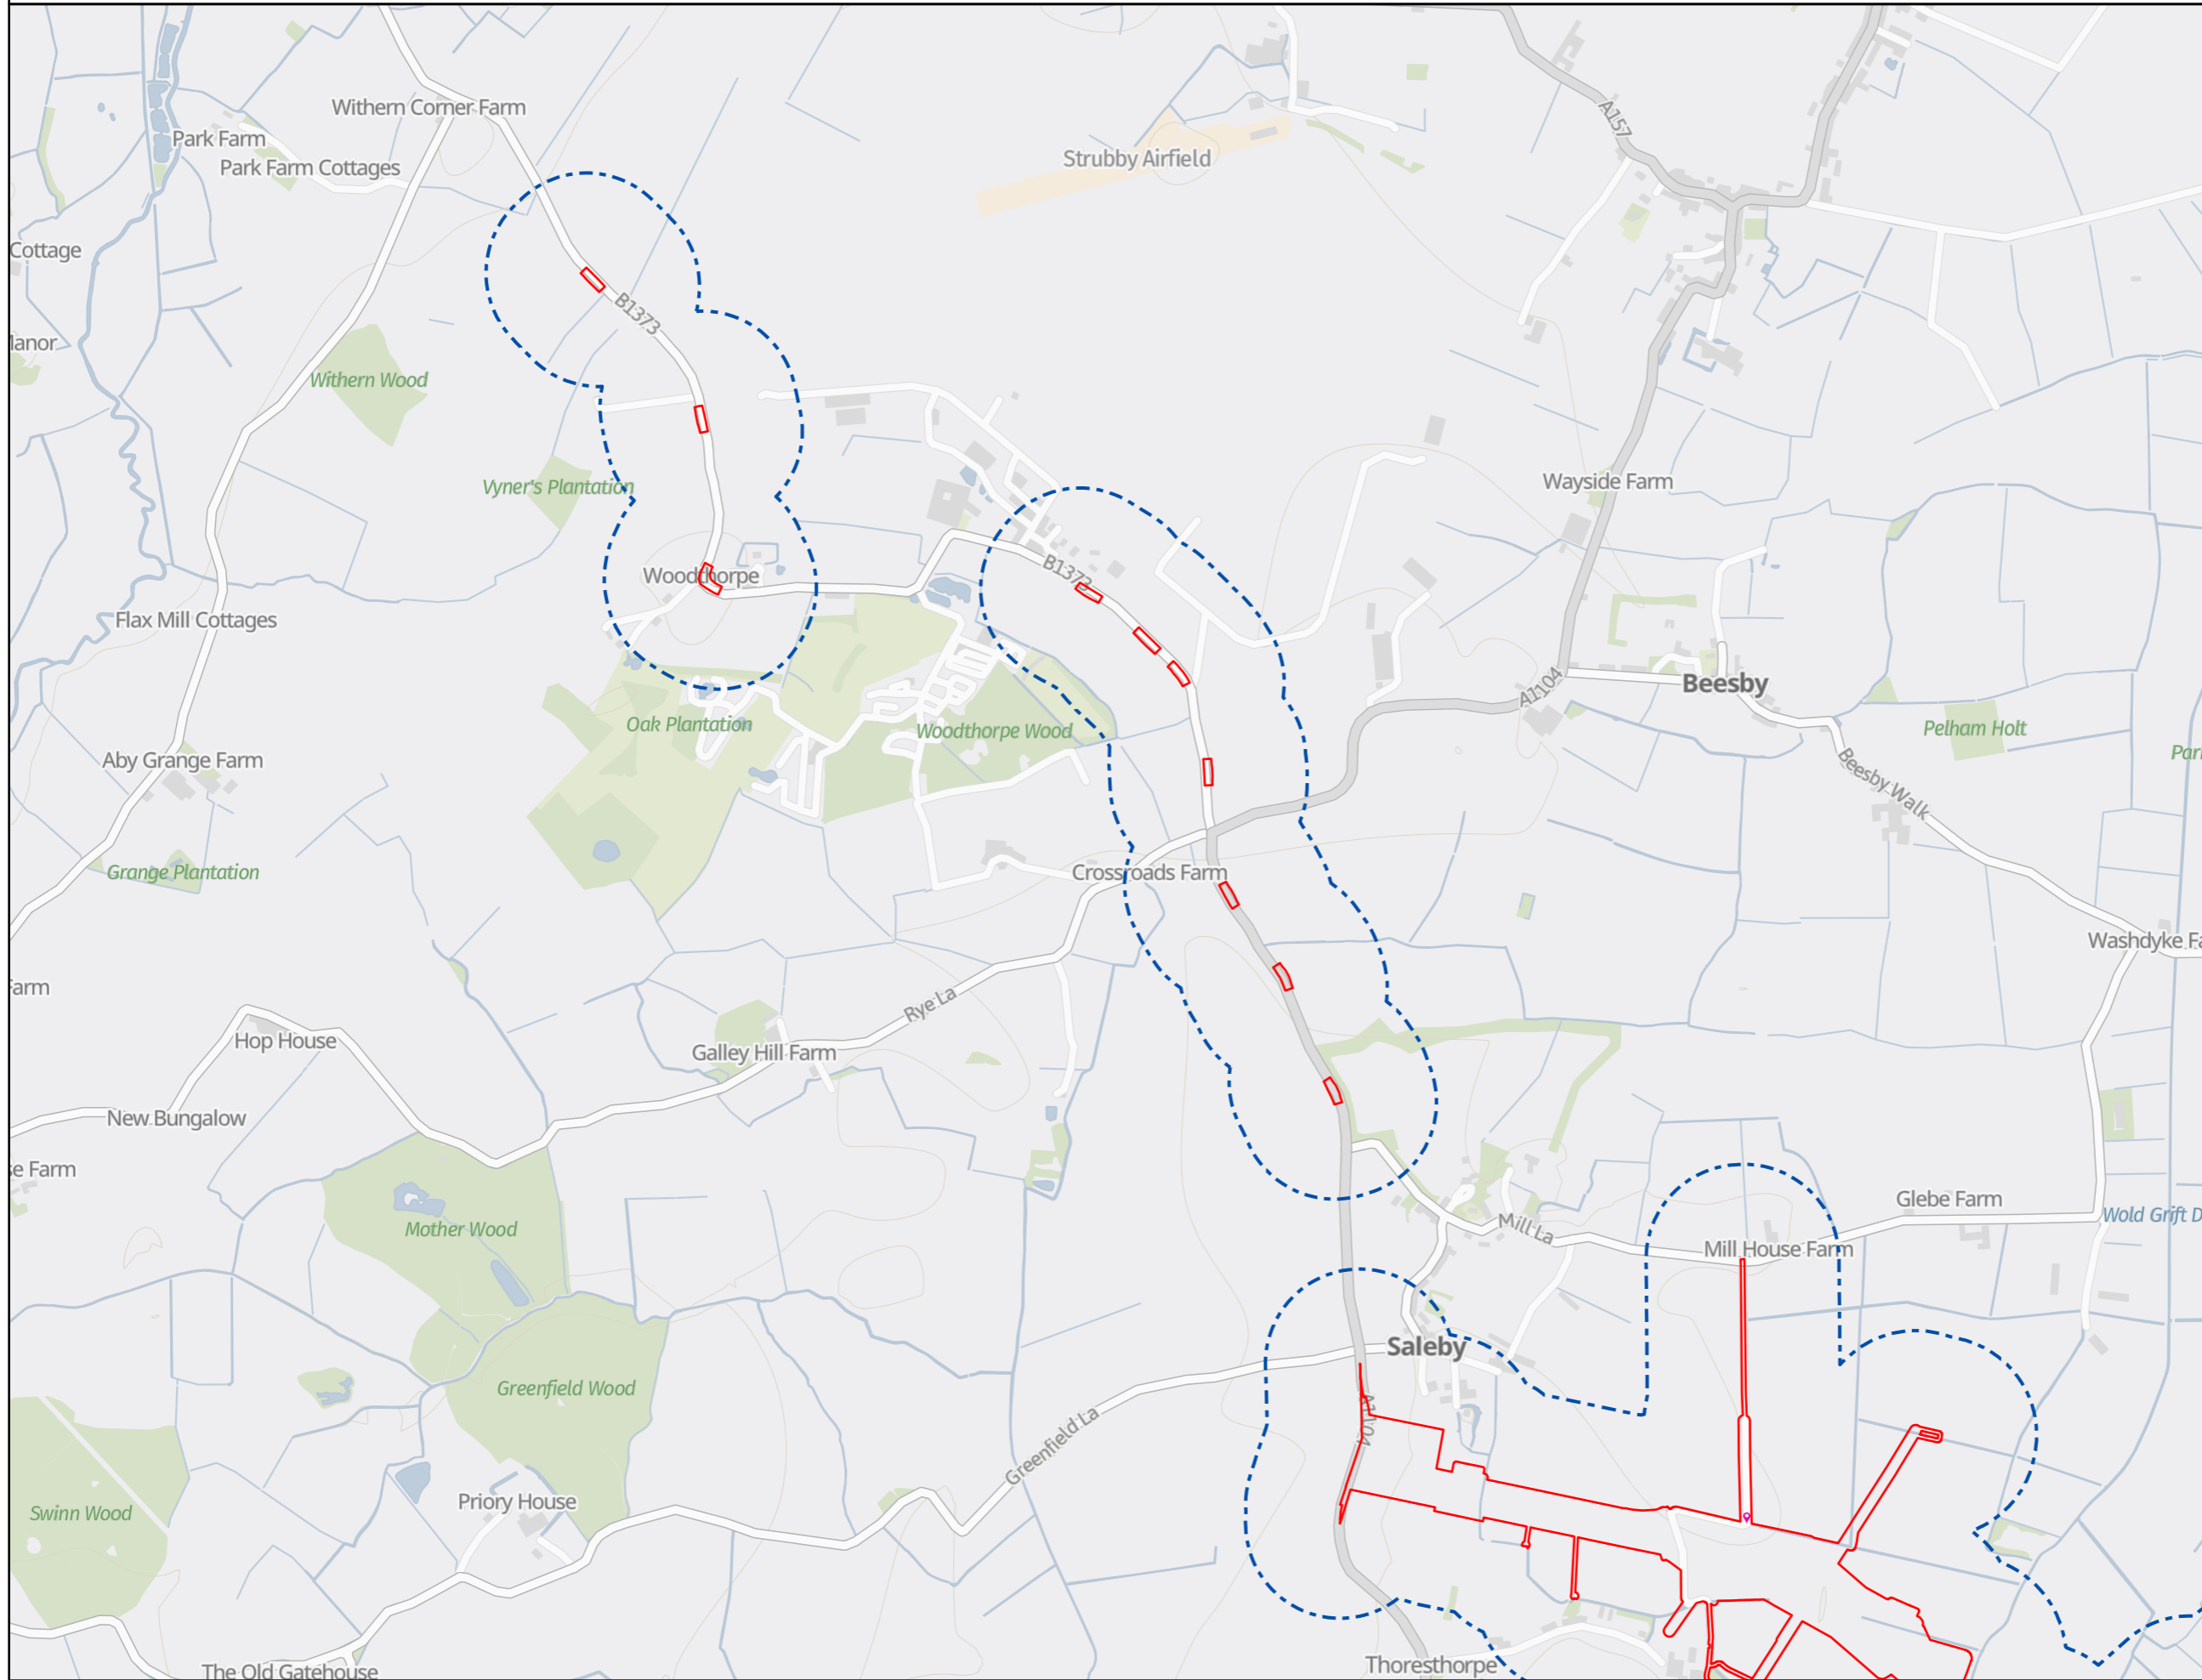 Withern Corner Farm
Park Farm
Strubby Airfield
A157
Park Farm Cottages
Cottage
B1373
Manor
Withern Wood
Wayside Farm
Vyner's Plantation
B1373
Woodthorpe
Flax Mill Cottages
A1104
Beesby
Oak Plantation
Woodthorpe Wood
Pelham Holt
Par
Aby Grange Farm
Beesby Walk
Grange Plantation
Crossroads Farm
Washdyke Fa
Farm
Rye La
Hop House
Galley Hill Farm
New Bungalow
se Farm
Glebe Farm
Mother Wood
Mill La
Wold Grift D
Mill House Farm
Saleby
Greenfield Wood
A1104
Greenfield La
Priory House
Swinn Wood
Thoresthorpe
The Old Gatehouse